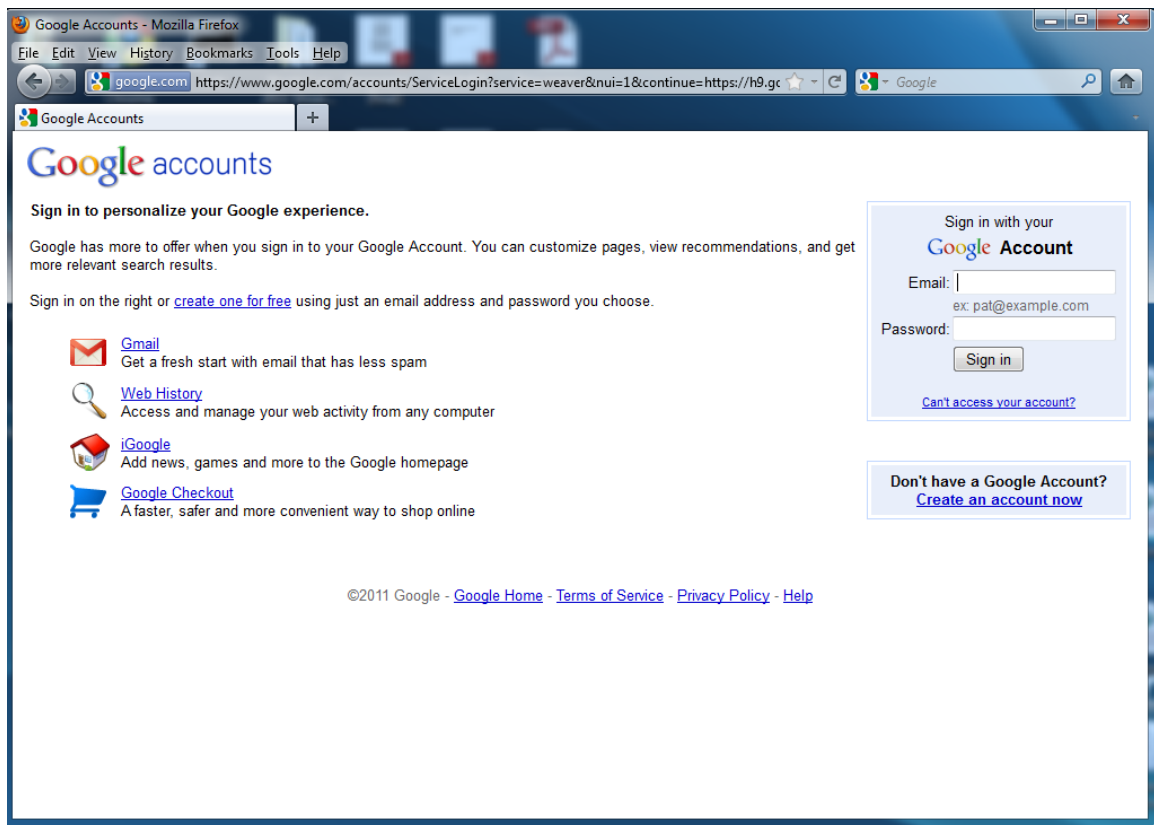 Google Accounts - Mozilla Firefox
File Edit View History Bookmarks Tools Help
google.com https://www.google.com/accounts/ServiceLogin?service=weaver&nui=1&continue=https://h9.gc
Google
Google Accounts
Google accounts
Sign in to personalize your Google experience.
Google has more to offer when you sign in to your Google Account. You can customize pages, view recommendations, and get
more relevant search results.
Sign in on the right or create one for free using just an email address and password you choose.
Gmail
Get a fresh start with email that has less spam
Web History
Access and manage your web activity from any computer
iGoogle
Add news, games and more to the Google homepage
Google Checkout
A faster, safer and more convenient way to shop online
Sign in with your
Google Account
Email:
ex: pat@example.com
Password:
Sign in
Can't access your account?
Don't have a Google Account?
Create an account now
©2011 Google - Google Home - Terms of Service - Privacy Policy - Help